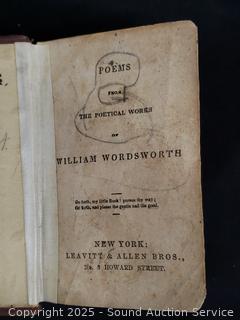 POEMS
FROM
THE POETICAL WORKS
OF
WILLIAM WORDSWORTH
Go forth, my little Book! pursue thy way;
Go forth, and please the gentle and the good.
NEW YORK:
LEAVITT & ALLEN BROS.,
No. 8 HOWARD STREET.
Copyright 2025 - Sound Auction Service